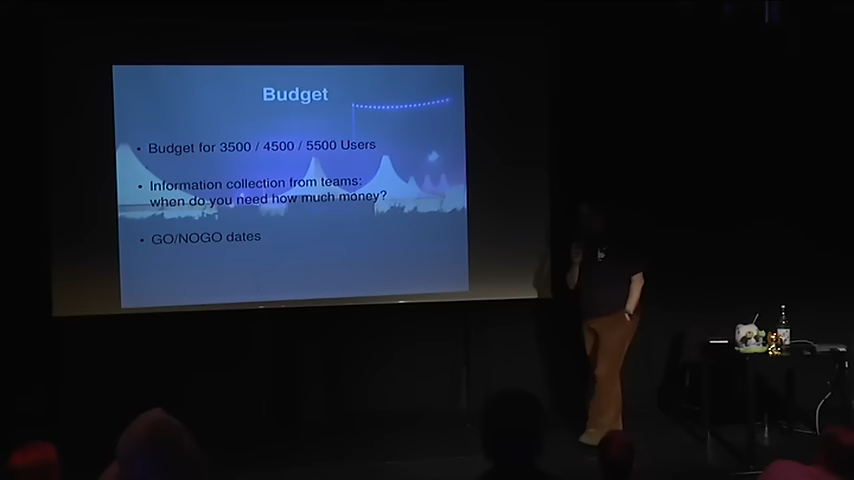 Budget
• Budget for 3500 / 4500 / 5500 Users
• Information collection from teams:
when do you need how much money?
• GO/NOGO dates